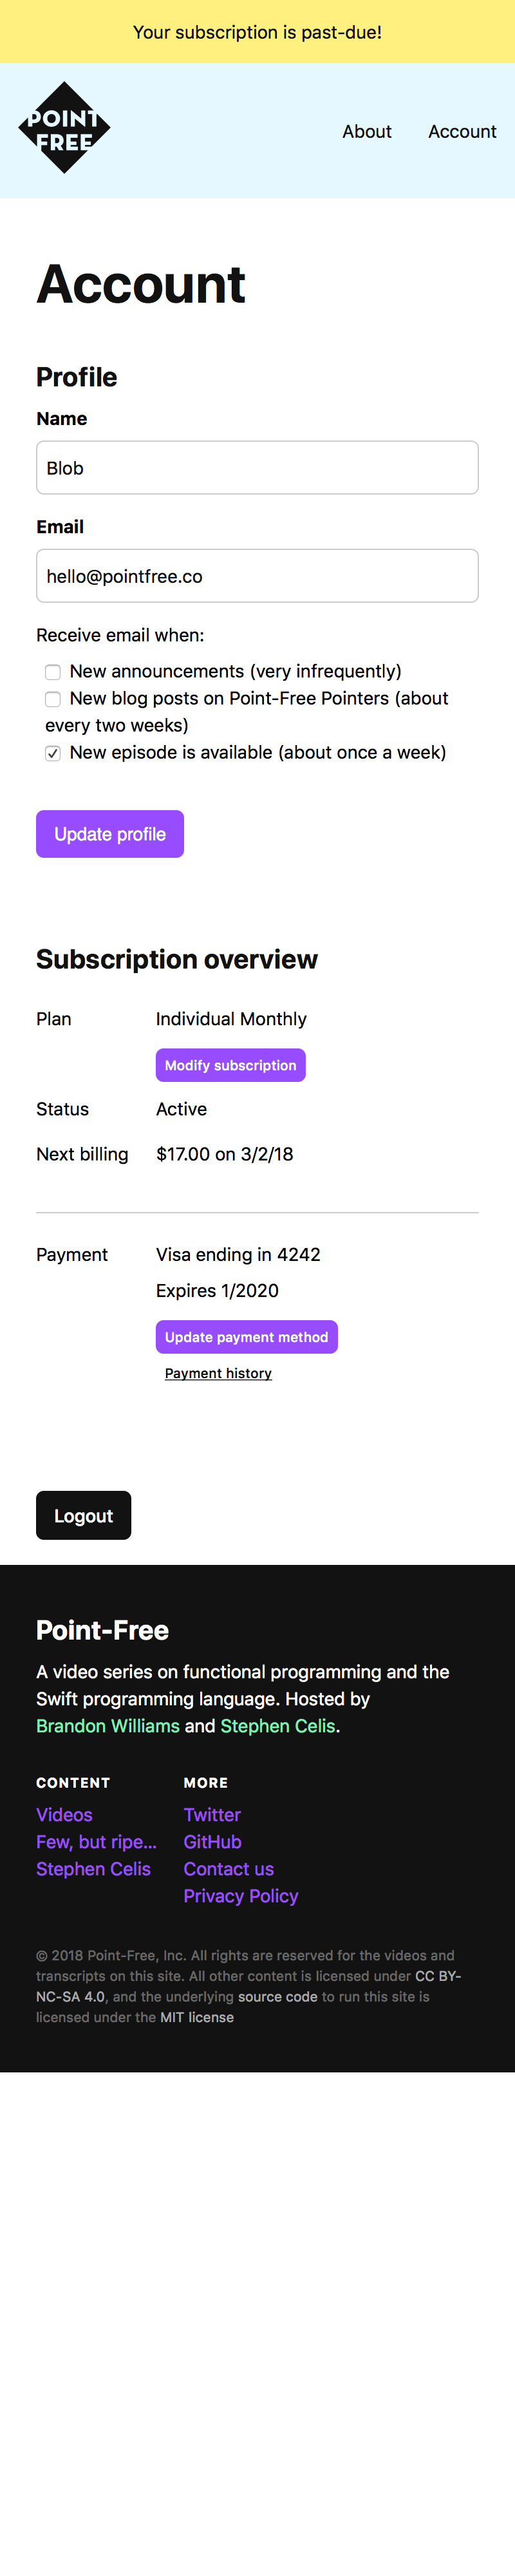 Your subscription is past-due!
POINT
FREE
About
Account
Account
Profile
Name
Blob
Email
hello@pointfree.co
Receive email when:
New announcements (very infrequently)
New blog posts on Point-Free Pointers (about
every two weeks)
New episode is available (about once a week)
Update profile
Subscription overview
Plan
Individual Monthly
Modify subscription
Status
Active
Next billing
$17.00 on 3/2/18
Payment
Visa ending in 4242
Expires 1/2020
Update payment method
Payment history
Logout
Point-Free
A video series on functional programming and the
Swift programming language. Hosted by
Brandon Williams and Stephen Celis.
CONTENT
Videos
Few, but ripe...
Stephen Celis
MORE
Twitter
GitHub
Contact us
Privacy Policy
© 2018 Point-Free, Inc. All rights are reserved for the videos and
transcripts on this site. All other content is licensed under CC BY-
NC-SA 4.0, and the underlying source code to run this site is
licensed under the MIT license